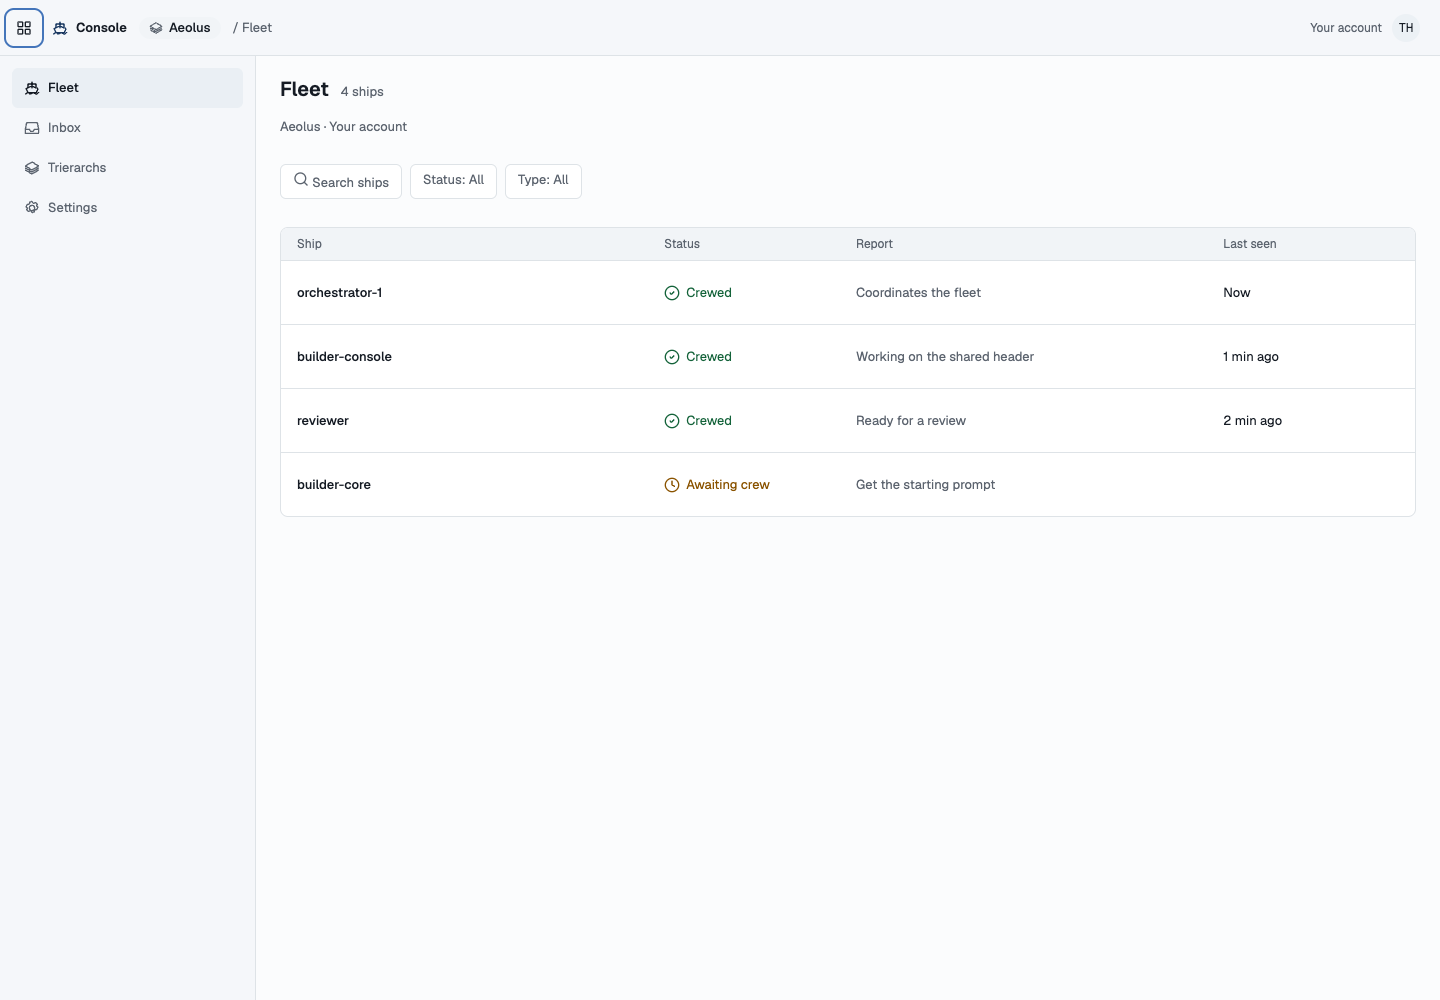 Console Aeolus / Fleet Your account TH
Fleet
Inbox
Trierarchs
Settings
Fleet 4 ships
Aeolus · Your account
Search ships Status: All Type: All
Ship Status Report Last seen
orchestrator-1 Crewed Coordinates the fleet Now
builder-console Crewed Working on the shared header 1 min ago
reviewer Crewed Ready for a review 2 min ago
builder-core Awaiting crew Get the starting prompt